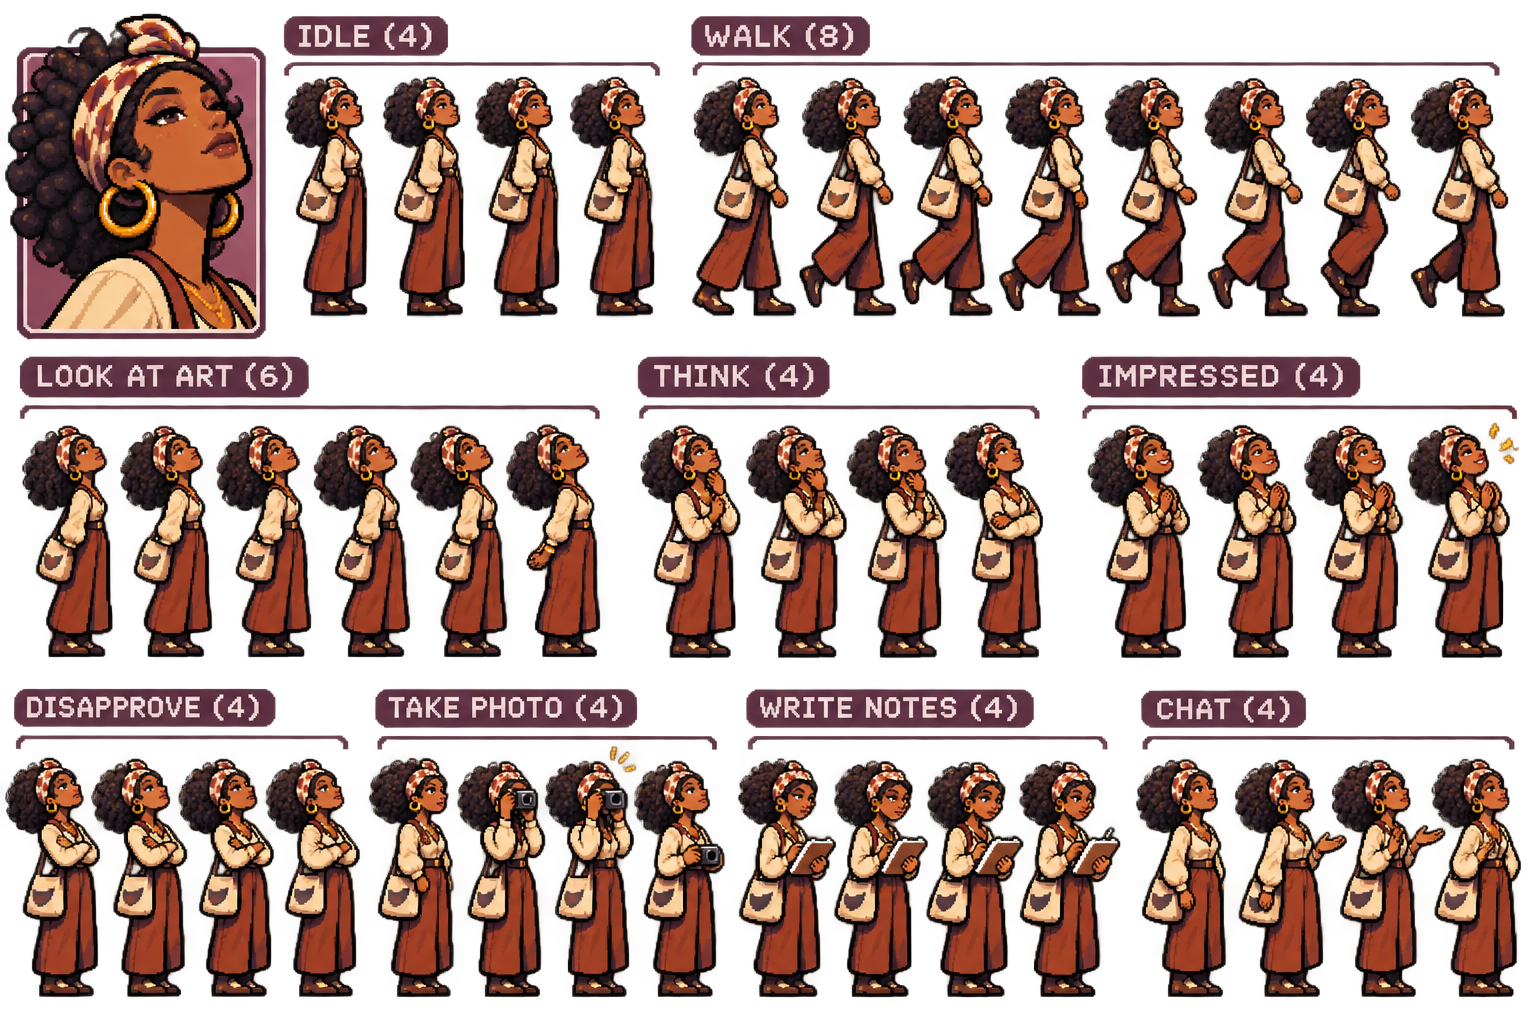 IDLE (4)
WALK (8)
LOOK AT ART (6)
THINK (4)
IMPRESSED (4)
DISAPPROVE (4)
TAKE PHOTO (4)
WRITE NOTES (4)
CHAT (4)